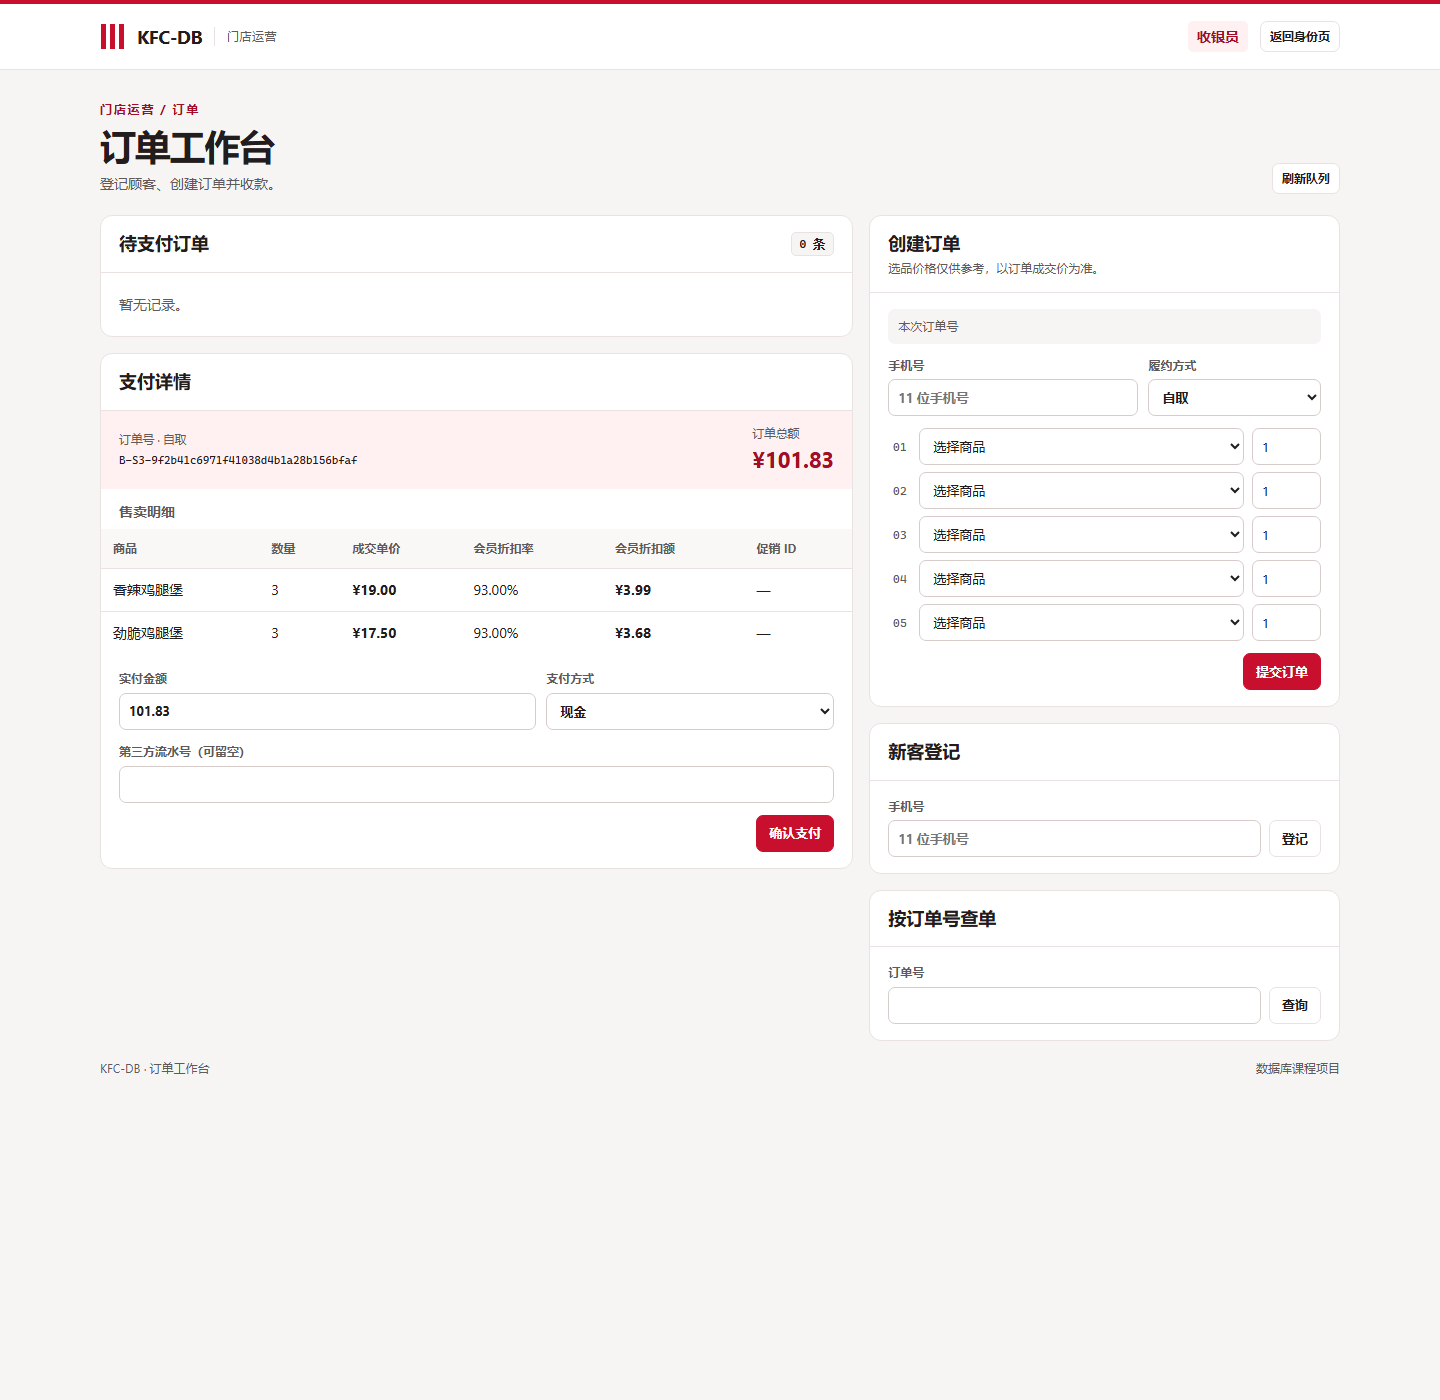 KFC-DB 门店运营 收银员 返回身份页
门店运营 / 订单
订单工作台
登记顾客、创建订单并收款。
刷新队列
待支付订单
0 条
暂无记录。
支付详情
订单号 · 自取
B-S3-9f2b41c6971f41038d4b1a28b156bfaf
订单总额
¥101.83
售卖明细
商品 数量 成交单价 会员折扣率 会员折扣额 促销 ID
香辣鸡腿堡 3 ¥19.00 93.00% ¥3.99 —
劲脆鸡腿堡 3 ¥17.50 93.00% ¥3.68 —
实付金额 支付方式
101.83 现金
第三方流水号（可留空）
确认支付
创建订单
选品价格仅供参考，以订单成交价为准。
本次订单号
手机号 履约方式
11 位手机号 自取
01 选择商品 1
02 选择商品 1
03 选择商品 1
04 选择商品 1
05 选择商品 1
提交订单
新客登记
手机号
11 位手机号 登记
按订单号查单
订单号
查询
KFC-DB · 订单工作台 数据库课程项目